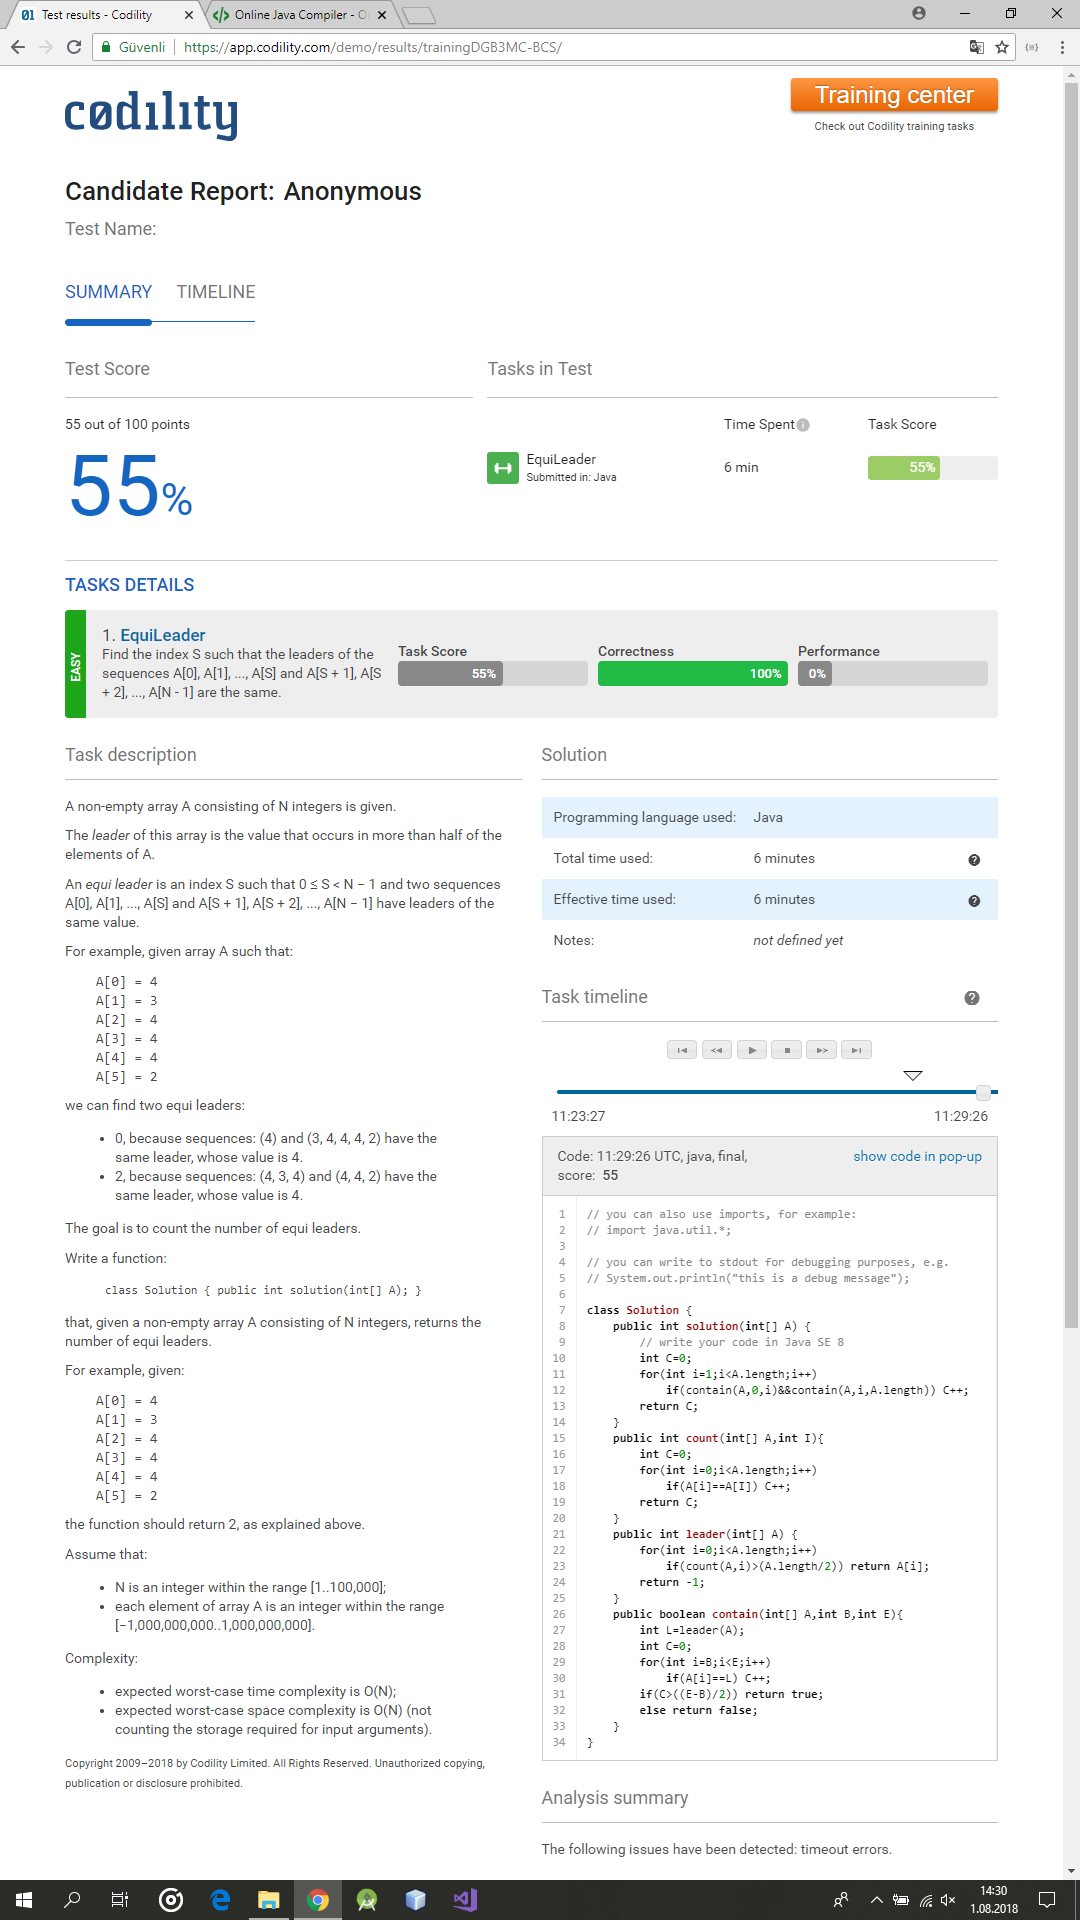 Test results - Codility
Online Java Compiler - O
Güvenli
https://app.codility.com/demo/results/trainingDGB3MC-BCS/
codility
Training center
Check out Codility training tasks
Candidate Report: Anonymous
Test Name:
SUMMARY TIMELINE
Test Score
Tasks in Test
55 out of 100 points
55%
Time Spent Task Score
EquiLeader
Submitted in: Java
6 min
55%
TASKS DETAILS
EASY
1. EquiLeader
Find the index S such that the leaders of the
sequences A[0], A[1], ..., A[S] and A[S + 1], A[S
+ 2], ..., A[N - 1] are the same.
Task Score
55%
Correctness
100%
Performance
0%
Task description
A non-empty array A consisting of N integers is given.
The leader of this array is the value that occurs in more than half of the
elements of A.
An equi leader is an index S such that 0 ≤ S < N − 1 and two sequences
A[0], A[1], ..., A[S] and A[S + 1], A[S + 2], ..., A[N − 1] have leaders of the
same value.
For example, given array A such that:
A[0] = 4
A[1] = 3
A[2] = 4
A[3] = 4
A[4] = 4
A[5] = 2
we can find two equi leaders:
• 0, because sequences: (4) and (3, 4, 4, 4, 2) have the
same leader, whose value is 4.
• 2, because sequences: (4, 3, 4) and (4, 4, 2) have the
same leader, whose value is 4.
The goal is to count the number of equi leaders.
Write a function:
class Solution { public int solution(int[] A); }
that, given a non-empty array A consisting of N integers, returns the
number of equi leaders.
For example, given:
A[0] = 4
A[1] = 3
A[2] = 4
A[3] = 4
A[4] = 4
A[5] = 2
the function should return 2, as explained above.
Assume that:
• N is an integer within the range [1..100,000];
• each element of array A is an integer within the range
[−1,000,000,000..1,000,000,000].
Complexity:
• expected worst-case time complexity is O(N);
• expected worst-case space complexity is O(N) (not
counting the storage required for input arguments).
Copyright 2009–2018 by Codility Limited. All Rights Reserved. Unauthorized copying,
publication or disclosure prohibited.
Solution
Programming language used: Java
Total time used: 6 minutes
Effective time used: 6 minutes
Notes: not defined yet
Task timeline
11:23:27 11:29:26
Code: 11:29:26 UTC, java, final,
score: 55
show code in pop-up
1 // you can also use imports, for example:
2 // import java.util.*;
3
4 // you can write to stdout for debugging purposes, e.g.
5 // System.out.println("this is a debug message");
6
7 class Solution {
8 public int solution(int[] A) {
9 // write your code in Java SE 8
10 int C=0;
11 for(int i=1;i<A.length;i++)
12 if(contain(A,0,i)&&contain(A,i,A.length)) C++;
13 return C;
14 }
15 public int count(int[] A,int I){
16 int C=0;
17 for(int i=0;i<A.length;i++)
18 if(A[i]==A[I]) C++;
19 return C;
20 }
21 public int leader(int[] A) {
22 for(int i=0;i<A.length;i++)
23 if(count(A,i)>(A.length/2)) return A[i];
24 return -1;
25 }
26 public boolean contain(int[] A,int B,int E){
27 int L=leader(A);
28 int C=0;
29 for(int i=B;i<E;i++)
30 if(A[i]==L) C++;
31 if(C>((E-B)/2)) return true;
32 else return false;
33 }
34 }
Analysis summary
The following issues have been detected: timeout errors.
14:30
1.08.2018